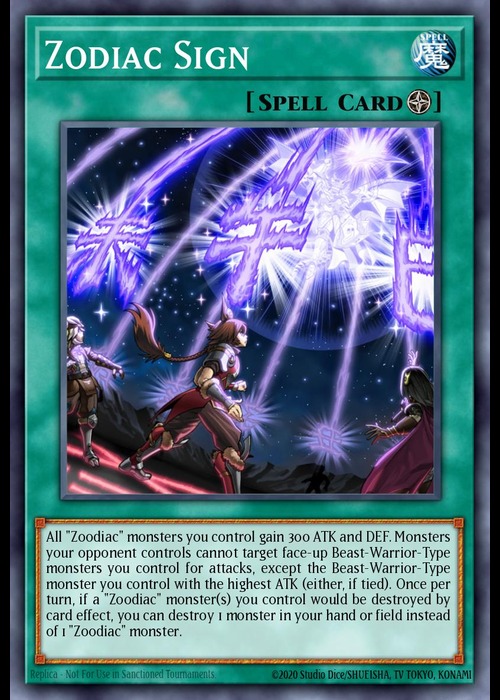 ZODIAC SIGN
SPELL
魔
[SPELL CARD]
All "Zoodiac" monsters you control gain 300 ATK and DEF. Monsters
your opponent controls cannot target face-up Beast-Warrior-Type
monsters you control for attacks, except the Beast-Warrior-Type
monster you control with the highest ATK (either, if tied). Once per
turn, if a "Zoodiac" monster(s) you control would be destroyed by
card effect, you can destroy 1 monster in your hand or field instead
of 1 "Zoodiac" monster.
Replica - Not For Use in Sanctioned Tournaments
©2020 Studio Dice/SHUEISHA, TV TOKYO, KONAMI